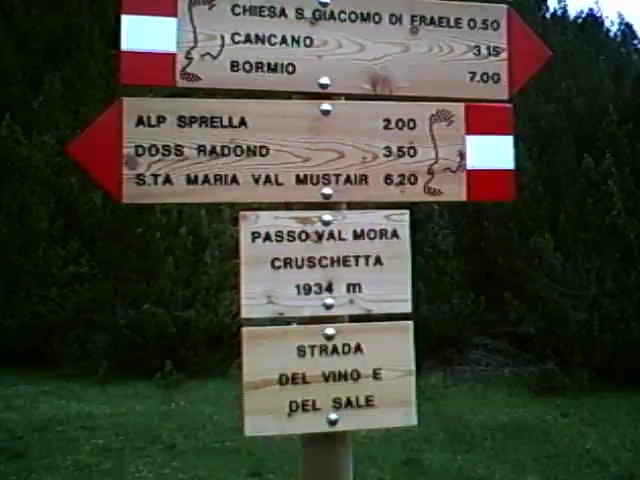 CHIESA S. GIACOMO DI FRAELE 0.50
CANCANO 3.15
BORMIO 7.00
ALP SPRELLA 2.00
DOSS RADOND 3.50
S.TA MARIA VAL MUSTAIR 6.20
PASSO VAL MORA
CRUSCHETTA
1934 m
STRADA
DEL VINO E
DEL SALE